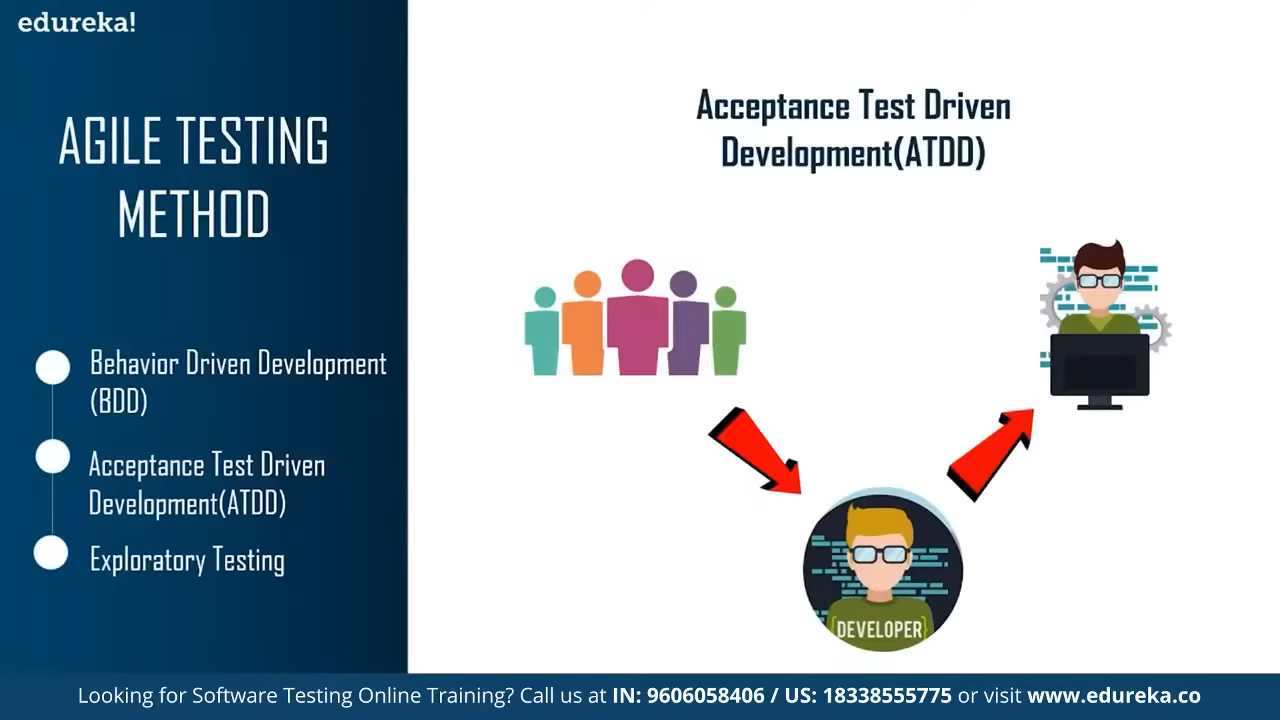 edureka!
AGILE TESTING
METHOD
Behavior Driven Development
(BDD)
Acceptance Test Driven
Development(ATDD)
Exploratory Testing
Acceptance Test Driven
Development(ATDD)
{DEVELOPER}
Looking for Software Testing Online Training? Call us at IN: 9606058406 / US: 18338555775 or visit www.edureka.co